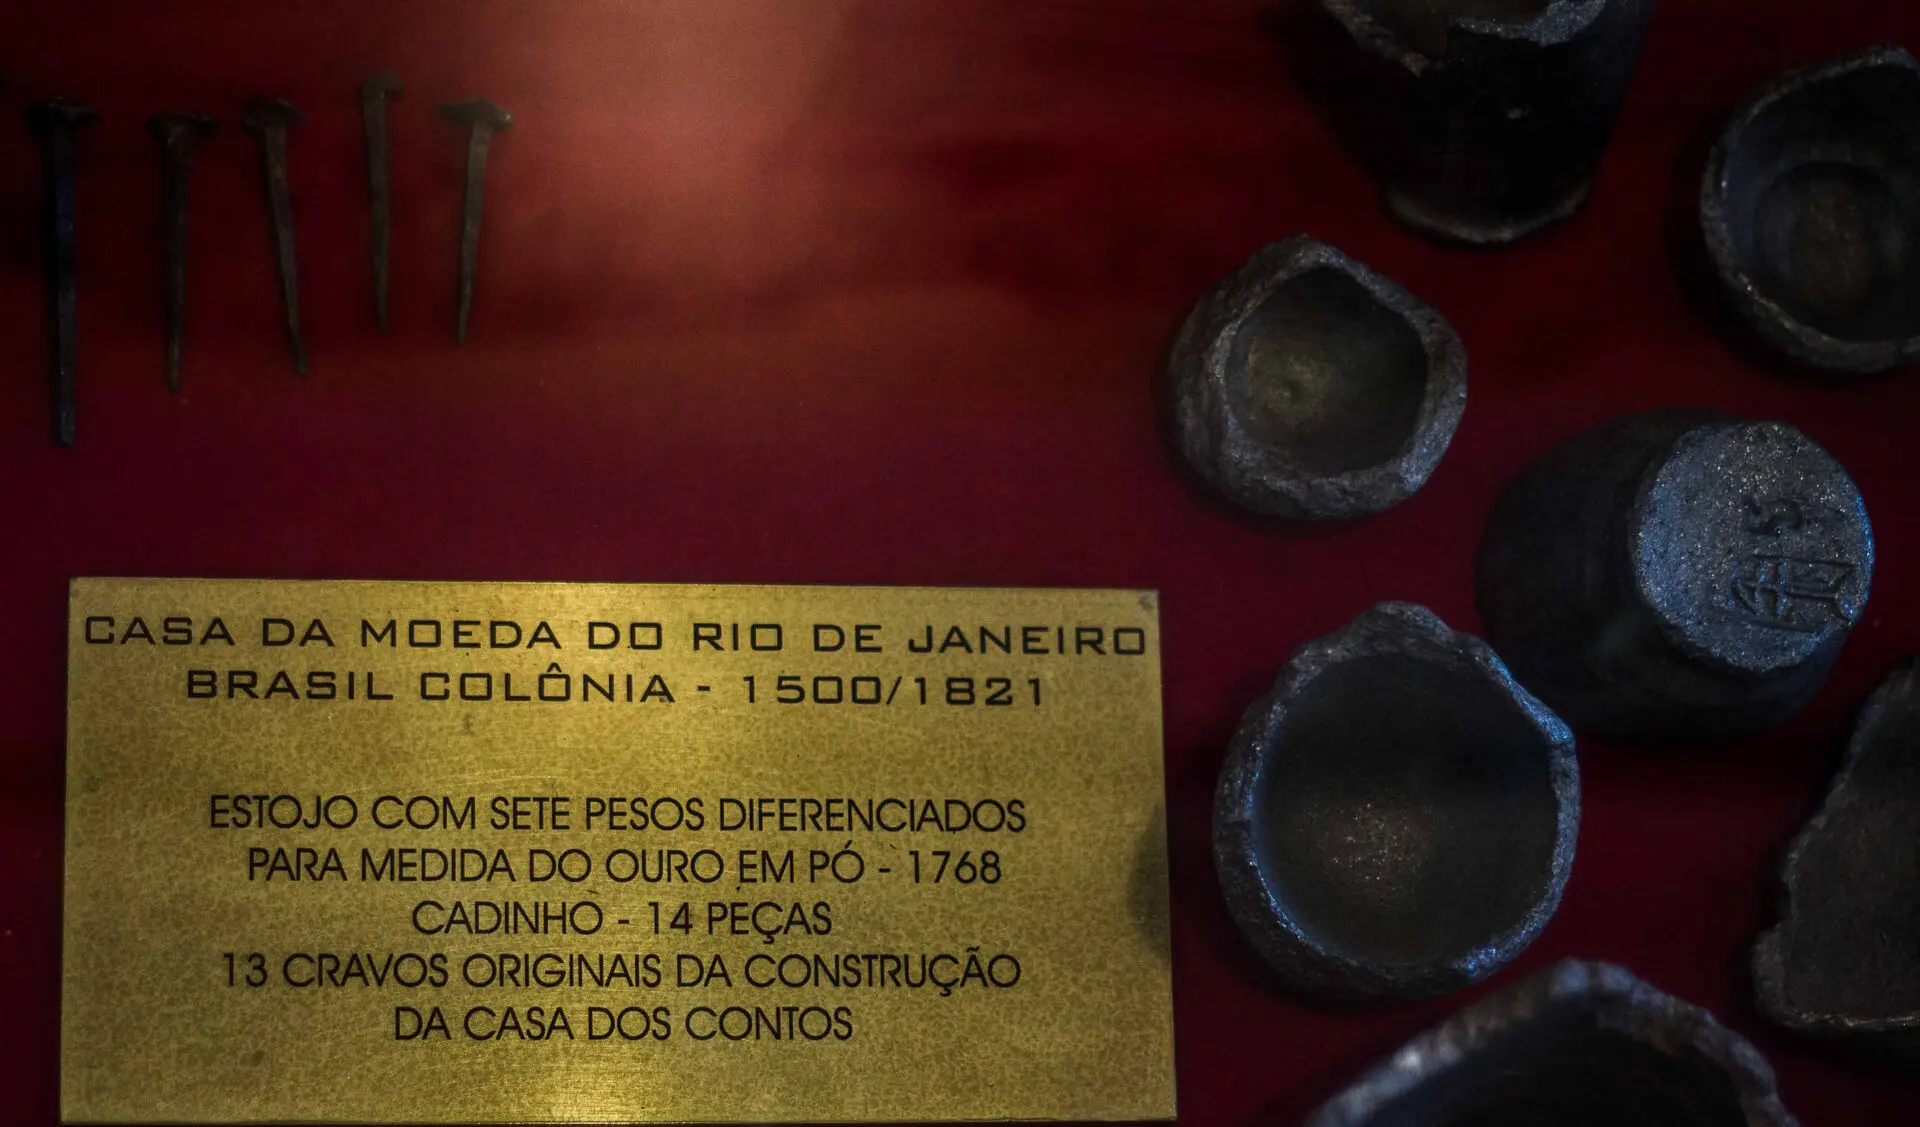 CASA DA MOEDA DO RIO DE JANEIRO
BRASIL COLÔNIA - 1500/1821
ESTOJO COM SETE PESOS DIFERENCIADOS
PARA MEDIDA DO OURO EM PÓ - 1768
CADINHO - 14 PEÇAS
13 CRAVOS ORIGINAIS DA CONSTRUÇÃO
DA CASA DOS CONTOS